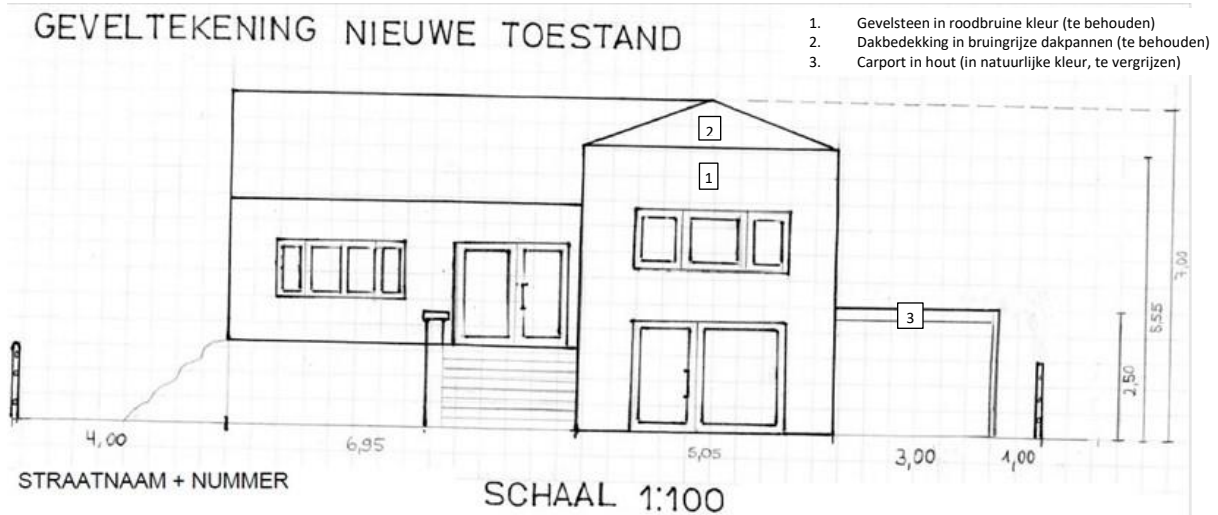 GEVELTEKENING NIEUWE TOESTAND
1. Gevelsteen in roodbruine kleur (te behouden)
2. Dakbedekking in bruingrijze dakpannen (te behouden)
3. Carport in hout (in natuurlijke kleur, te vergrijzen)
2
1
3
7,00
5,55
2,50
4,00
6,95
5,05
3,00
1,00
STRAATNAAM + NUMMER
SCHAAL 1:100